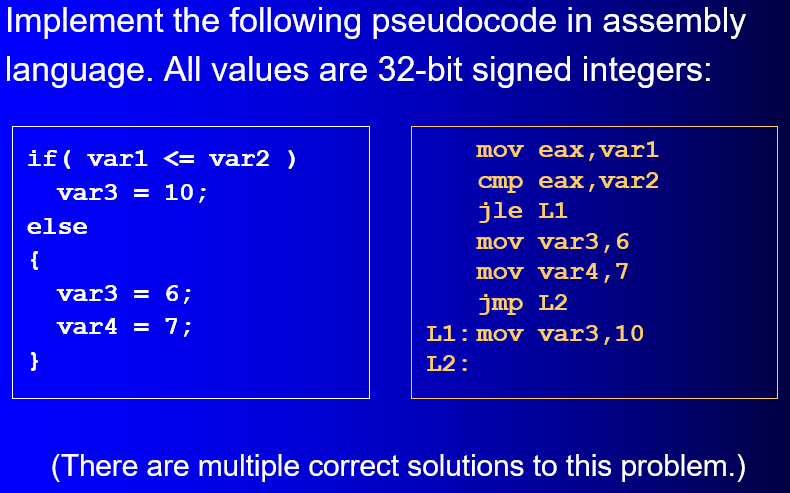 Implement the following pseudocode in assembly
language. All values are 32-bit signed integers:
if( var1 <= var2 )
var3 = 10;
else
{
var3 = 6;
var4 = 7;
}
mov eax,var1
cmp eax,var2
jle L1
mov var3,6
mov var4,7
jmp L2
L1: mov var3,10
L2:
(There are multiple correct solutions to this problem.)